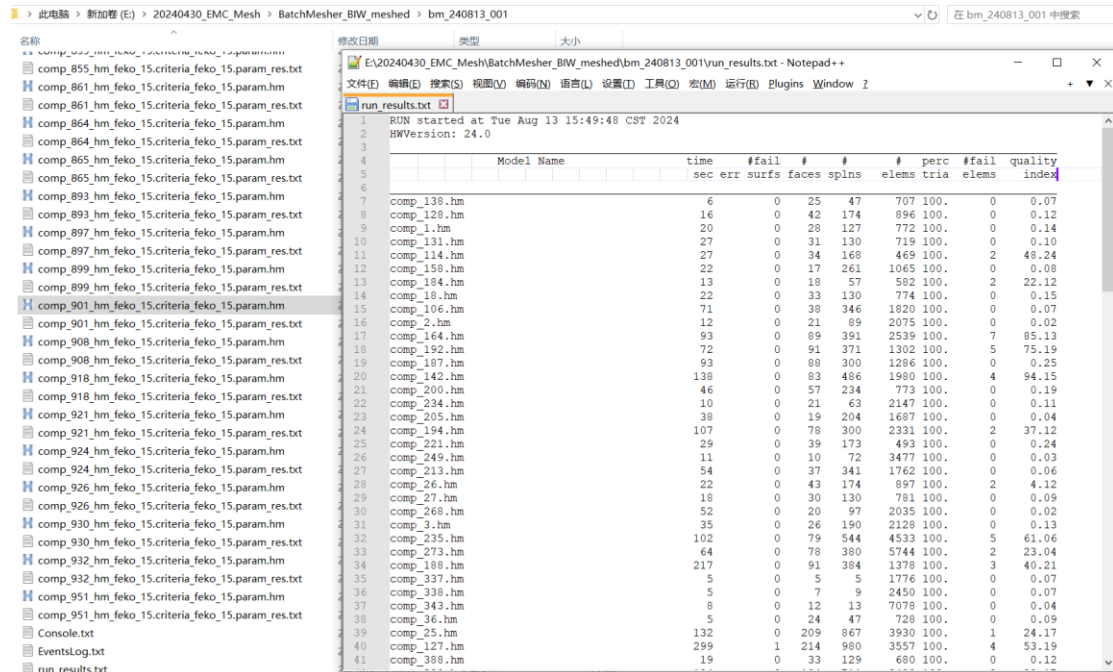 此电脑 > 新加卷 (E:) > 20240430_EMC_Mesh > BatchMesher_BIW_meshed > bm_240813_001
在 bm_240813_001 中搜索
名称 修改日期 类型 大小
comp_855_hm_feko_15.criteria_feko_15.param.hm
comp_855_hm_feko_15.criteria_feko_15.param_res.txt
comp_861_hm_feko_15.criteria_feko_15.param.hm
comp_861_hm_feko_15.criteria_feko_15.param_res.txt
comp_864_hm_feko_15.criteria_feko_15.param.hm
comp_864_hm_feko_15.criteria_feko_15.param_res.txt
comp_865_hm_feko_15.criteria_feko_15.param.hm
comp_865_hm_feko_15.criteria_feko_15.param_res.txt
comp_893_hm_feko_15.criteria_feko_15.param.hm
comp_893_hm_feko_15.criteria_feko_15.param_res.txt
comp_897_hm_feko_15.criteria_feko_15.param.hm
comp_897_hm_feko_15.criteria_feko_15.param_res.txt
comp_899_hm_feko_15.criteria_feko_15.param.hm
comp_899_hm_feko_15.criteria_feko_15.param_res.txt
comp_901_hm_feko_15.criteria_feko_15.param.hm
comp_901_hm_feko_15.criteria_feko_15.param_res.txt
comp_908_hm_feko_15.criteria_feko_15.param.hm
comp_908_hm_feko_15.criteria_feko_15.param_res.txt
comp_918_hm_feko_15.criteria_feko_15.param.hm
comp_918_hm_feko_15.criteria_feko_15.param_res.txt
comp_921_hm_feko_15.criteria_feko_15.param.hm
comp_921_hm_feko_15.criteria_feko_15.param_res.txt
comp_924_hm_feko_15.criteria_feko_15.param.hm
comp_924_hm_feko_15.criteria_feko_15.param_res.txt
comp_926_hm_feko_15.criteria_feko_15.param.hm
comp_926_hm_feko_15.criteria_feko_15.param_res.txt
comp_930_hm_feko_15.criteria_feko_15.param.hm
comp_930_hm_feko_15.criteria_feko_15.param_res.txt
comp_932_hm_feko_15.criteria_feko_15.param.hm
comp_932_hm_feko_15.criteria_feko_15.param_res.txt
comp_951_hm_feko_15.criteria_feko_15.param.hm
comp_951_hm_feko_15.criteria_feko_15.param_res.txt
Console.txt
EventsLog.txt
run_results.txt
E:\20240430_EMC_Mesh\BatchMesher_BIW_meshed\bm_240813_001\run_results.txt - Notepad++
文件(F) 编辑(E) 搜索(S) 视图(V) 编码(N) 语言(L) 设置(T) 工具(O) 宏(M) 运行(R) Plugins Window ?
run_results.txt
1 RUN started at Tue Aug 13 15:49:48 CST 2024
2 HWVersion: 24.0
3
4 Model Name time #fail # # # perc #fail quality
5 sec err surfs faces splns elems tria elems index
6
7 comp_138.hm 6 0 25 47 707 100. 0 0.07
8 comp_128.hm 16 0 42 174 896 100. 0 0.12
9 comp_1.hm 20 0 28 127 772 100. 0 0.14
10 comp_131.hm 27 0 31 130 719 100. 0 0.10
11 comp_114.hm 27 0 34 168 469 100. 2 48.24
12 comp_158.hm 22 0 17 261 1065 100. 0 0.08
13 comp_184.hm 13 0 18 57 582 100. 2 22.12
14 comp_18.hm 22 0 33 130 774 100. 0 0.15
15 comp_106.hm 71 0 38 346 1820 100. 0 0.07
16 comp_2.hm 12 0 21 89 2075 100. 0 0.02
17 comp_164.hm 93 0 89 391 2539 100. 7 85.13
18 comp_192.hm 72 0 91 371 1302 100. 5 75.19
19 comp_187.hm 93 0 88 300 1286 100. 0 0.25
20 comp_142.hm 138 0 83 486 1980 100. 4 94.15
21 comp_200.hm 46 0 57 234 773 100. 0 0.19
22 comp_234.hm 10 0 21 63 2147 100. 0 0.11
23 comp_205.hm 38 0 19 204 1687 100. 0 0.04
24 comp_194.hm 107 0 78 300 2331 100. 2 37.12
25 comp_222.hm 29 0 39 173 493 100. 0 0.24
26 comp_249.hm 11 0 10 72 3477 100. 0 0.03
27 comp_213.hm 54 0 37 341 1762 100. 0 0.06
28 comp_26.hm 22 0 43 174 897 100. 2 4.12
29 comp_27.hm 18 0 30 130 781 100. 0 0.09
30 comp_268.hm 52 0 20 97 2035 100. 0 0.02
31 comp_3.hm 35 0 26 190 2128 100. 0 0.13
32 comp_235.hm 102 0 79 544 4533 100. 5 61.06
33 comp_273.hm 64 0 78 380 5744 100. 2 23.04
34 comp_188.hm 217 0 91 384 1378 100. 3 40.21
35 comp_337.hm 5 0 5 5 1776 100. 0 0.07
36 comp_338.hm 5 0 7 9 2450 100. 0 0.07
37 comp_343.hm 8 0 12 13 7078 100. 0 0.04
38 comp_36.hm 5 0 24 47 728 100. 0 0.09
39 comp_25.hm 132 0 209 867 3930 100. 1 24.17
40 comp_127.hm 299 1 214 980 3557 100. 4 53.19
41 comp_388.hm 19 0 33 129 680 100. 0 0.12